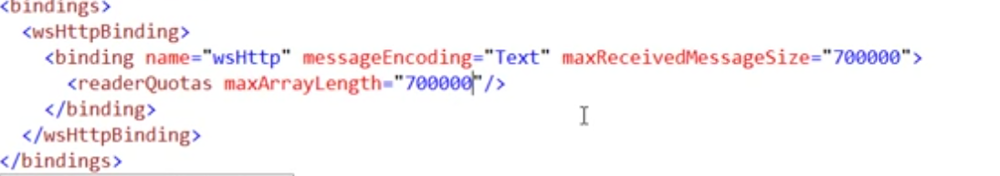 <bindings>
<wsHttpBinding>
<binding name="wsHttp" messageEncoding="Text" maxReceivedMessageSize="700000">
<readerQuotas maxArrayLength="700000"/>
</binding>
</wsHttpBinding>
</bindings>